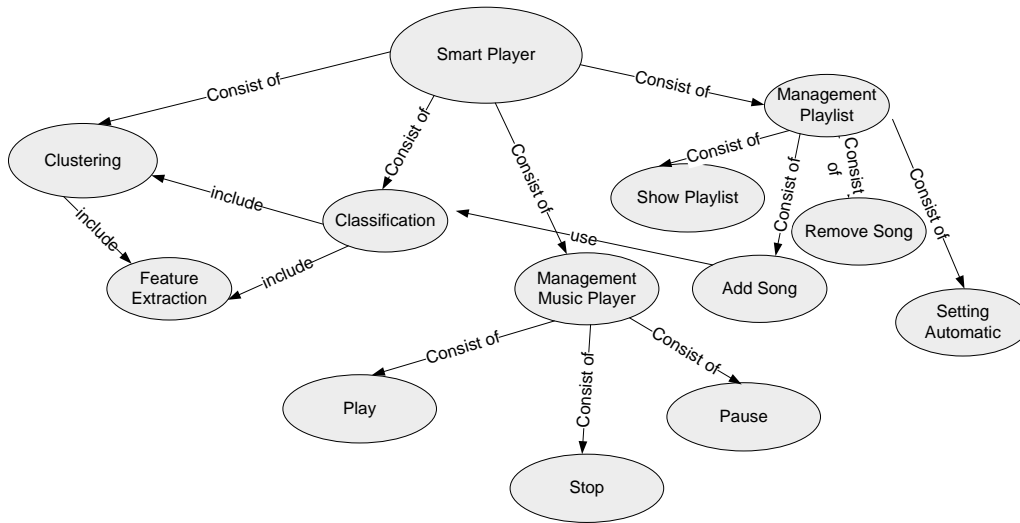 Smart Player
Consist of
Consist of
Consist of
Consist of
Management
Playlist
Clustering
include
include
Classification
include
Feature
Extraction
Consist of
Consist of
Consist
of
Consist of
Show Playlist
Remove Song
use
Add Song
Setting
Automatic
Management
Music Player
Consist of
Consist of
Consist of
Play
Pause
Stop